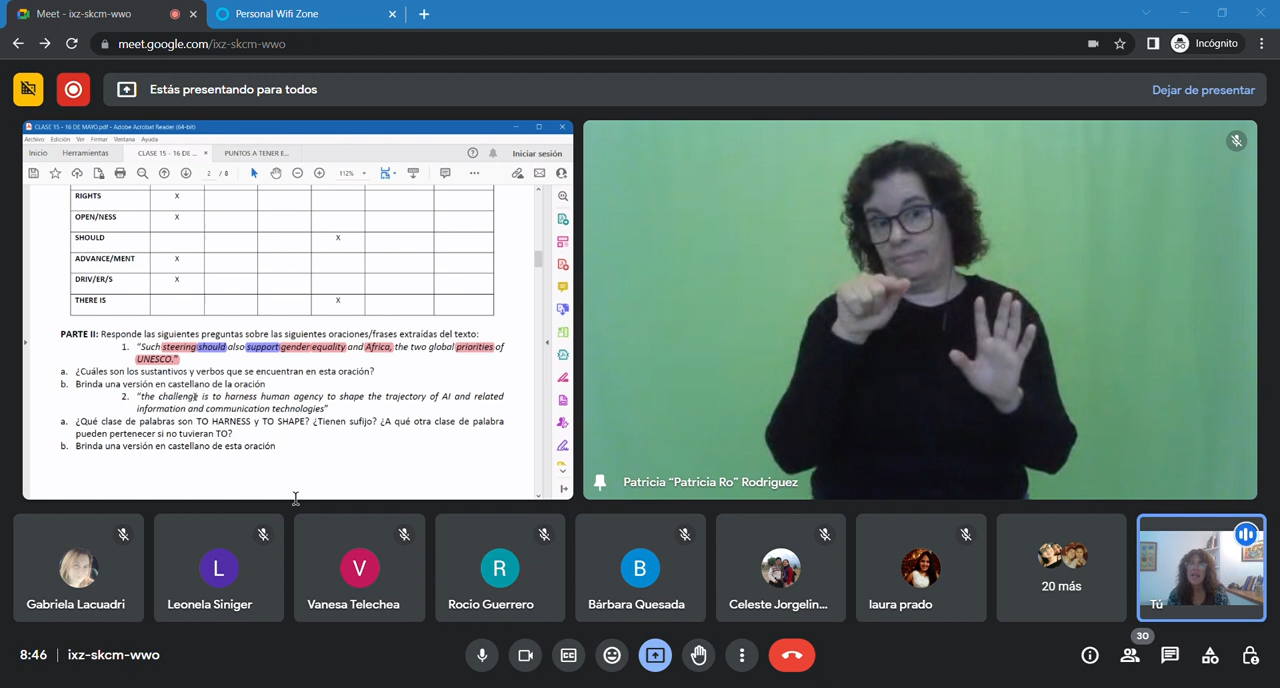 Meet - ixz-skcm-wwo
Personal Wifi Zone
meet.google.com/ixz-skcm-wwo
Incógnito
Estás presentando para todos
Dejar de presentar
CLASE 15 - 16 DE MAYO.pdf - Adobe Acrobat Reader (64-bit)
Archivo Edición Ver Firmar Ventana Ayuda
Inicio Herramientas CLASE 15 - 16 DE ... PUNTOS A TENER E... Iniciar sesión
2 / 8 112%
RIGHTS X
OPEN/NESS X
SHOULD X
ADVANCE/MENT X
DRIV/ER/S X
THERE IS X
PARTE II: Responde las siguientes preguntas sobre las siguientes oraciones/frases extraídas del texto:
1. "Such steering should also support gender equality and Africa, the two global priorities of
UNESCO."
a. ¿Cuáles son los sustantivos y verbos que se encuentran en esta oración?
b. Brinda una versión en castellano de la oración
2. "the challenge is to harness human agency to shape the trajectory of AI and related
information and communication technologies"
a. ¿Qué clase de palabras son TO HARNESS y TO SHAPE? ¿Tienen sufijo? ¿A qué otra clase de palabra
pueden pertenecer si no tuvieran TO?
b. Brinda una versión en castellano de esta oración
Patricia "Patricia Ro" Rodriguez
Gabriela Lacuadri
L
Leonela Siniger
V
Vanesa Telechea
R
Rocio Guerrero
B
Bárbara Quesada
Celeste Jorgelin...
laura prado
20 más
Tú
8:46 ixz-skcm-wwo
30